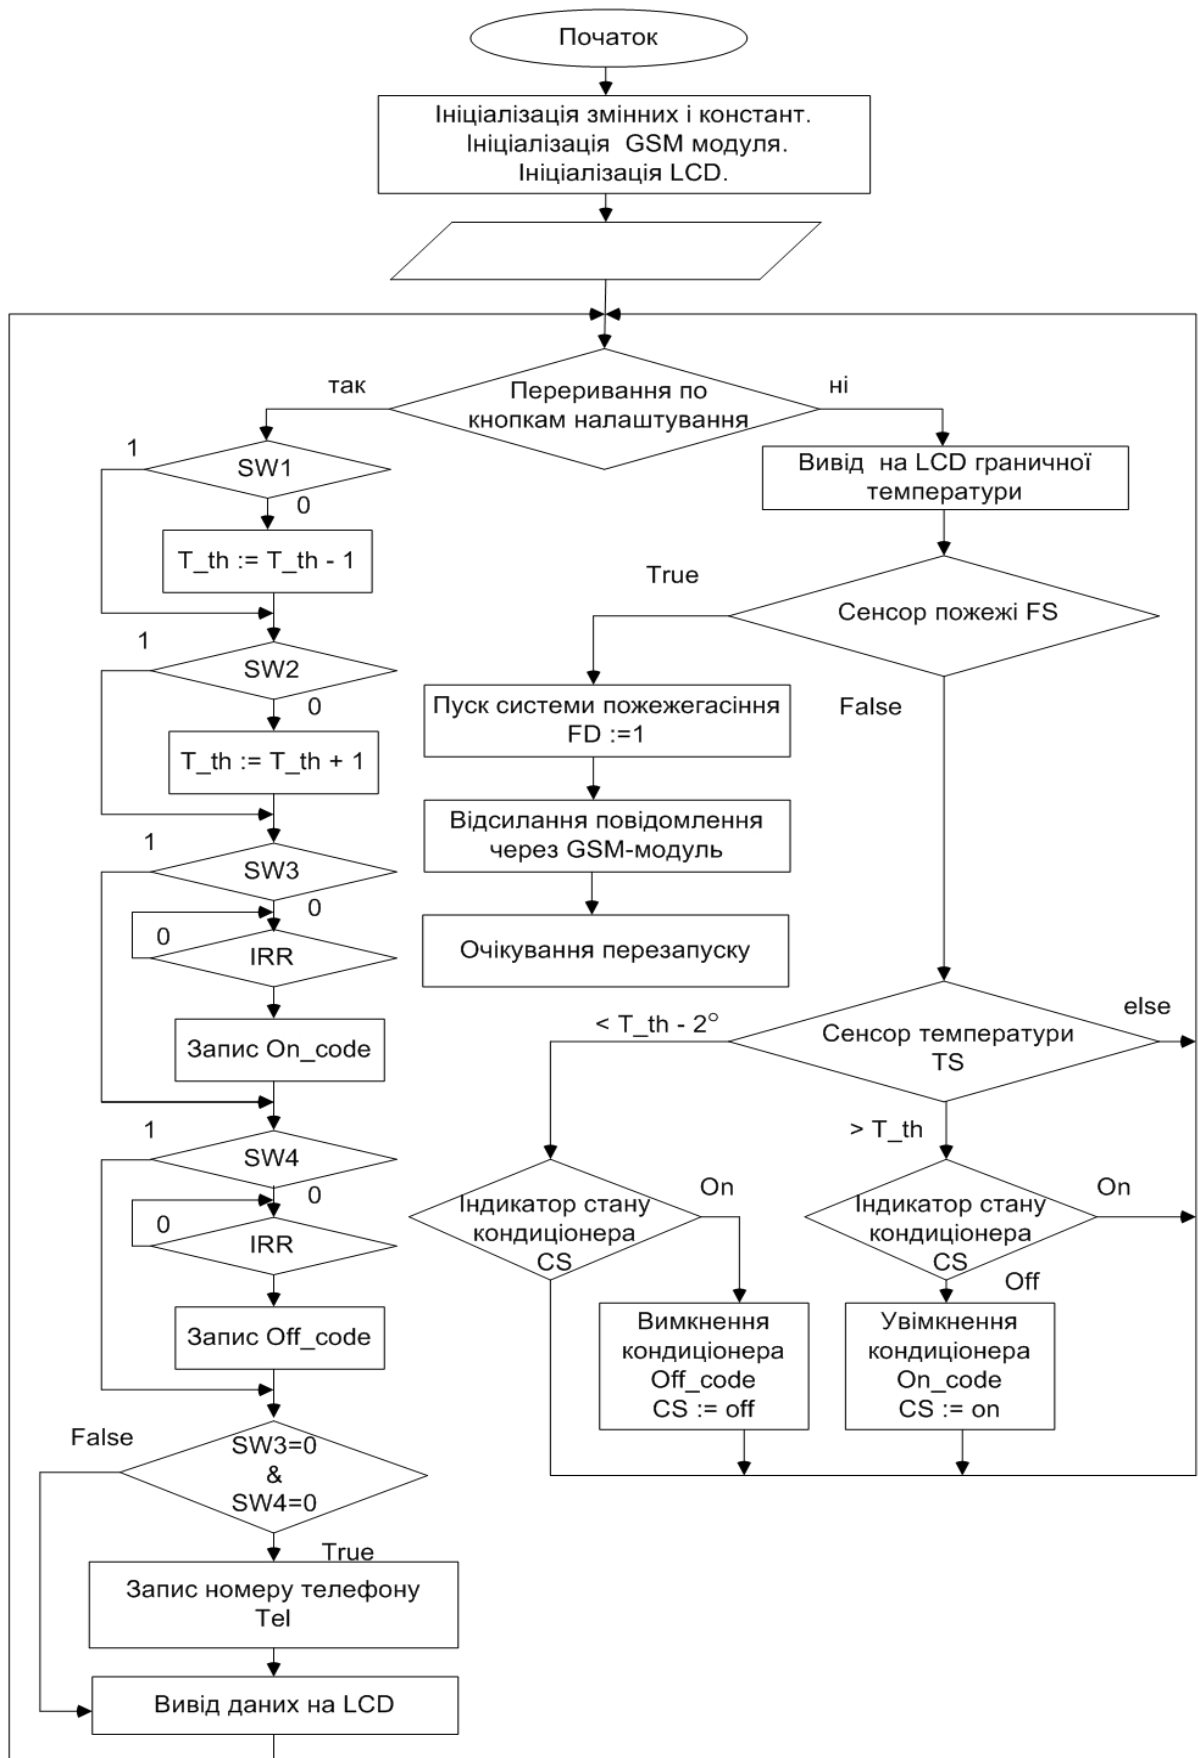 Початок
Ініціалізація змінних і констант.
Ініціалізація GSM модуля.
Ініціалізація LCD.
Переривання по
кнопкам налаштування
так
ні
1
SW1
0
T_th := T_th - 1
1
SW2
0
T_th := T_th + 1
1
SW3
0
0
IRR
Запис On_code
1
SW4
0
0
IRR
Запис Off_code
False
SW3=0
&
SW4=0
True
Запис номеру телефону
Tel
Вивід даних на LCD
Вивід на LCD граничної
температури
True
Сенсор пожежі FS
False
Пуск системи пожежегасіння
FD :=1
Відсилання повідомлення
через GSM-модуль
Очікування перезапуску
< T_th - 2°
Сенсор температури
TS
else
> T_th
Індикатор стану
кондиціонера
CS
On
Вимкнення
кондиціонера
Off_code
CS := off
Індикатор стану
кондиціонера
CS
On
Off
Увімкнення
кондиціонера
On_code
CS := on